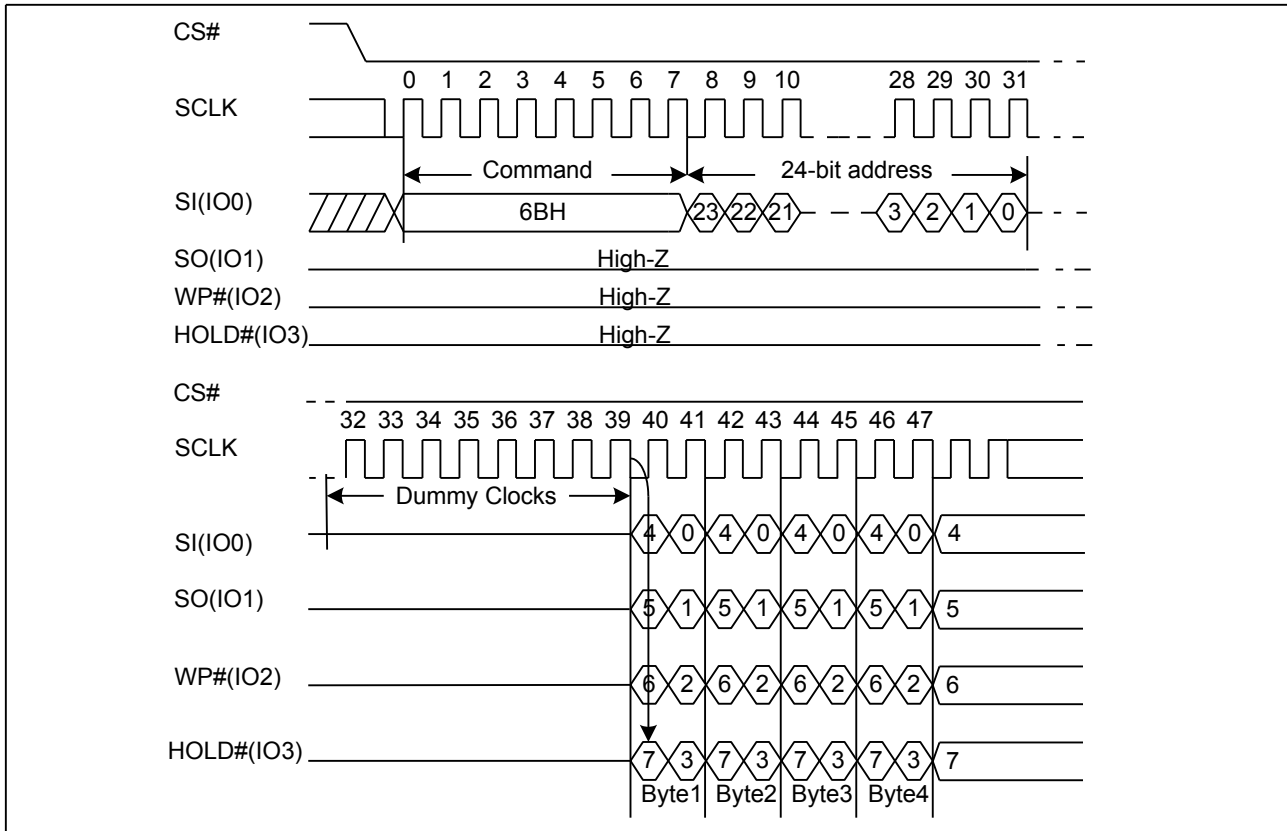 CS#
0 1 2 3 4 5 6 7 8 9 10 28 29 30 31
SCLK
Command 24-bit address
SI(IO0) 6BH 23 22 21 3 2 1 0
SO(IO1) High-Z
WP#(IO2) High-Z
HOLD#(IO3) High-Z
CS#
32 33 34 35 36 37 38 39 40 41 42 43 44 45 46 47
SCLK
Dummy Clocks
SI(IO0) 4 0 4 0 4 0 4 0 4
SO(IO1) 5 1 5 1 5 1 5 1 5
WP#(IO2) 6 2 6 2 6 2 6 2 6
HOLD#(IO3) 7 3 7 3 7 3 7 3 7
Byte1 Byte2 Byte3 Byte4